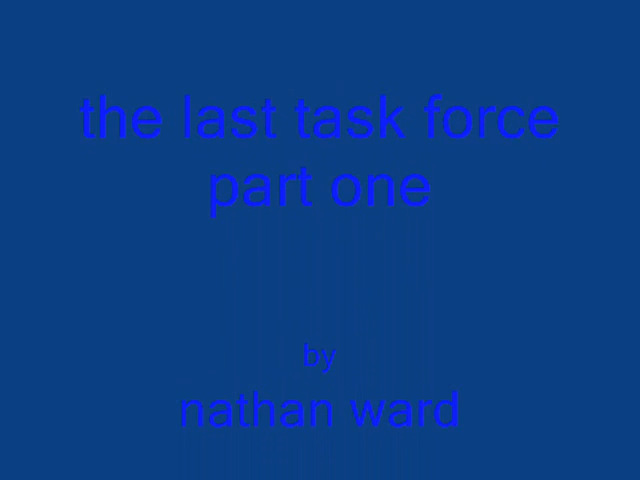 the last task force
part one
by
nathan ward